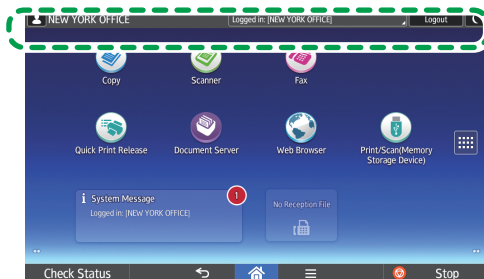 NEW YORK OFFICE
Logged in: [NEW YORK OFFICE]
Logout
Copy
Scanner
Fax
Quick Print Release
Document Server
Web Browser
Print/Scan(Memory
Storage Device)
i System Message
1
Logged in: [NEW YORK OFFICE]
No Reception File
Check Status
Stop